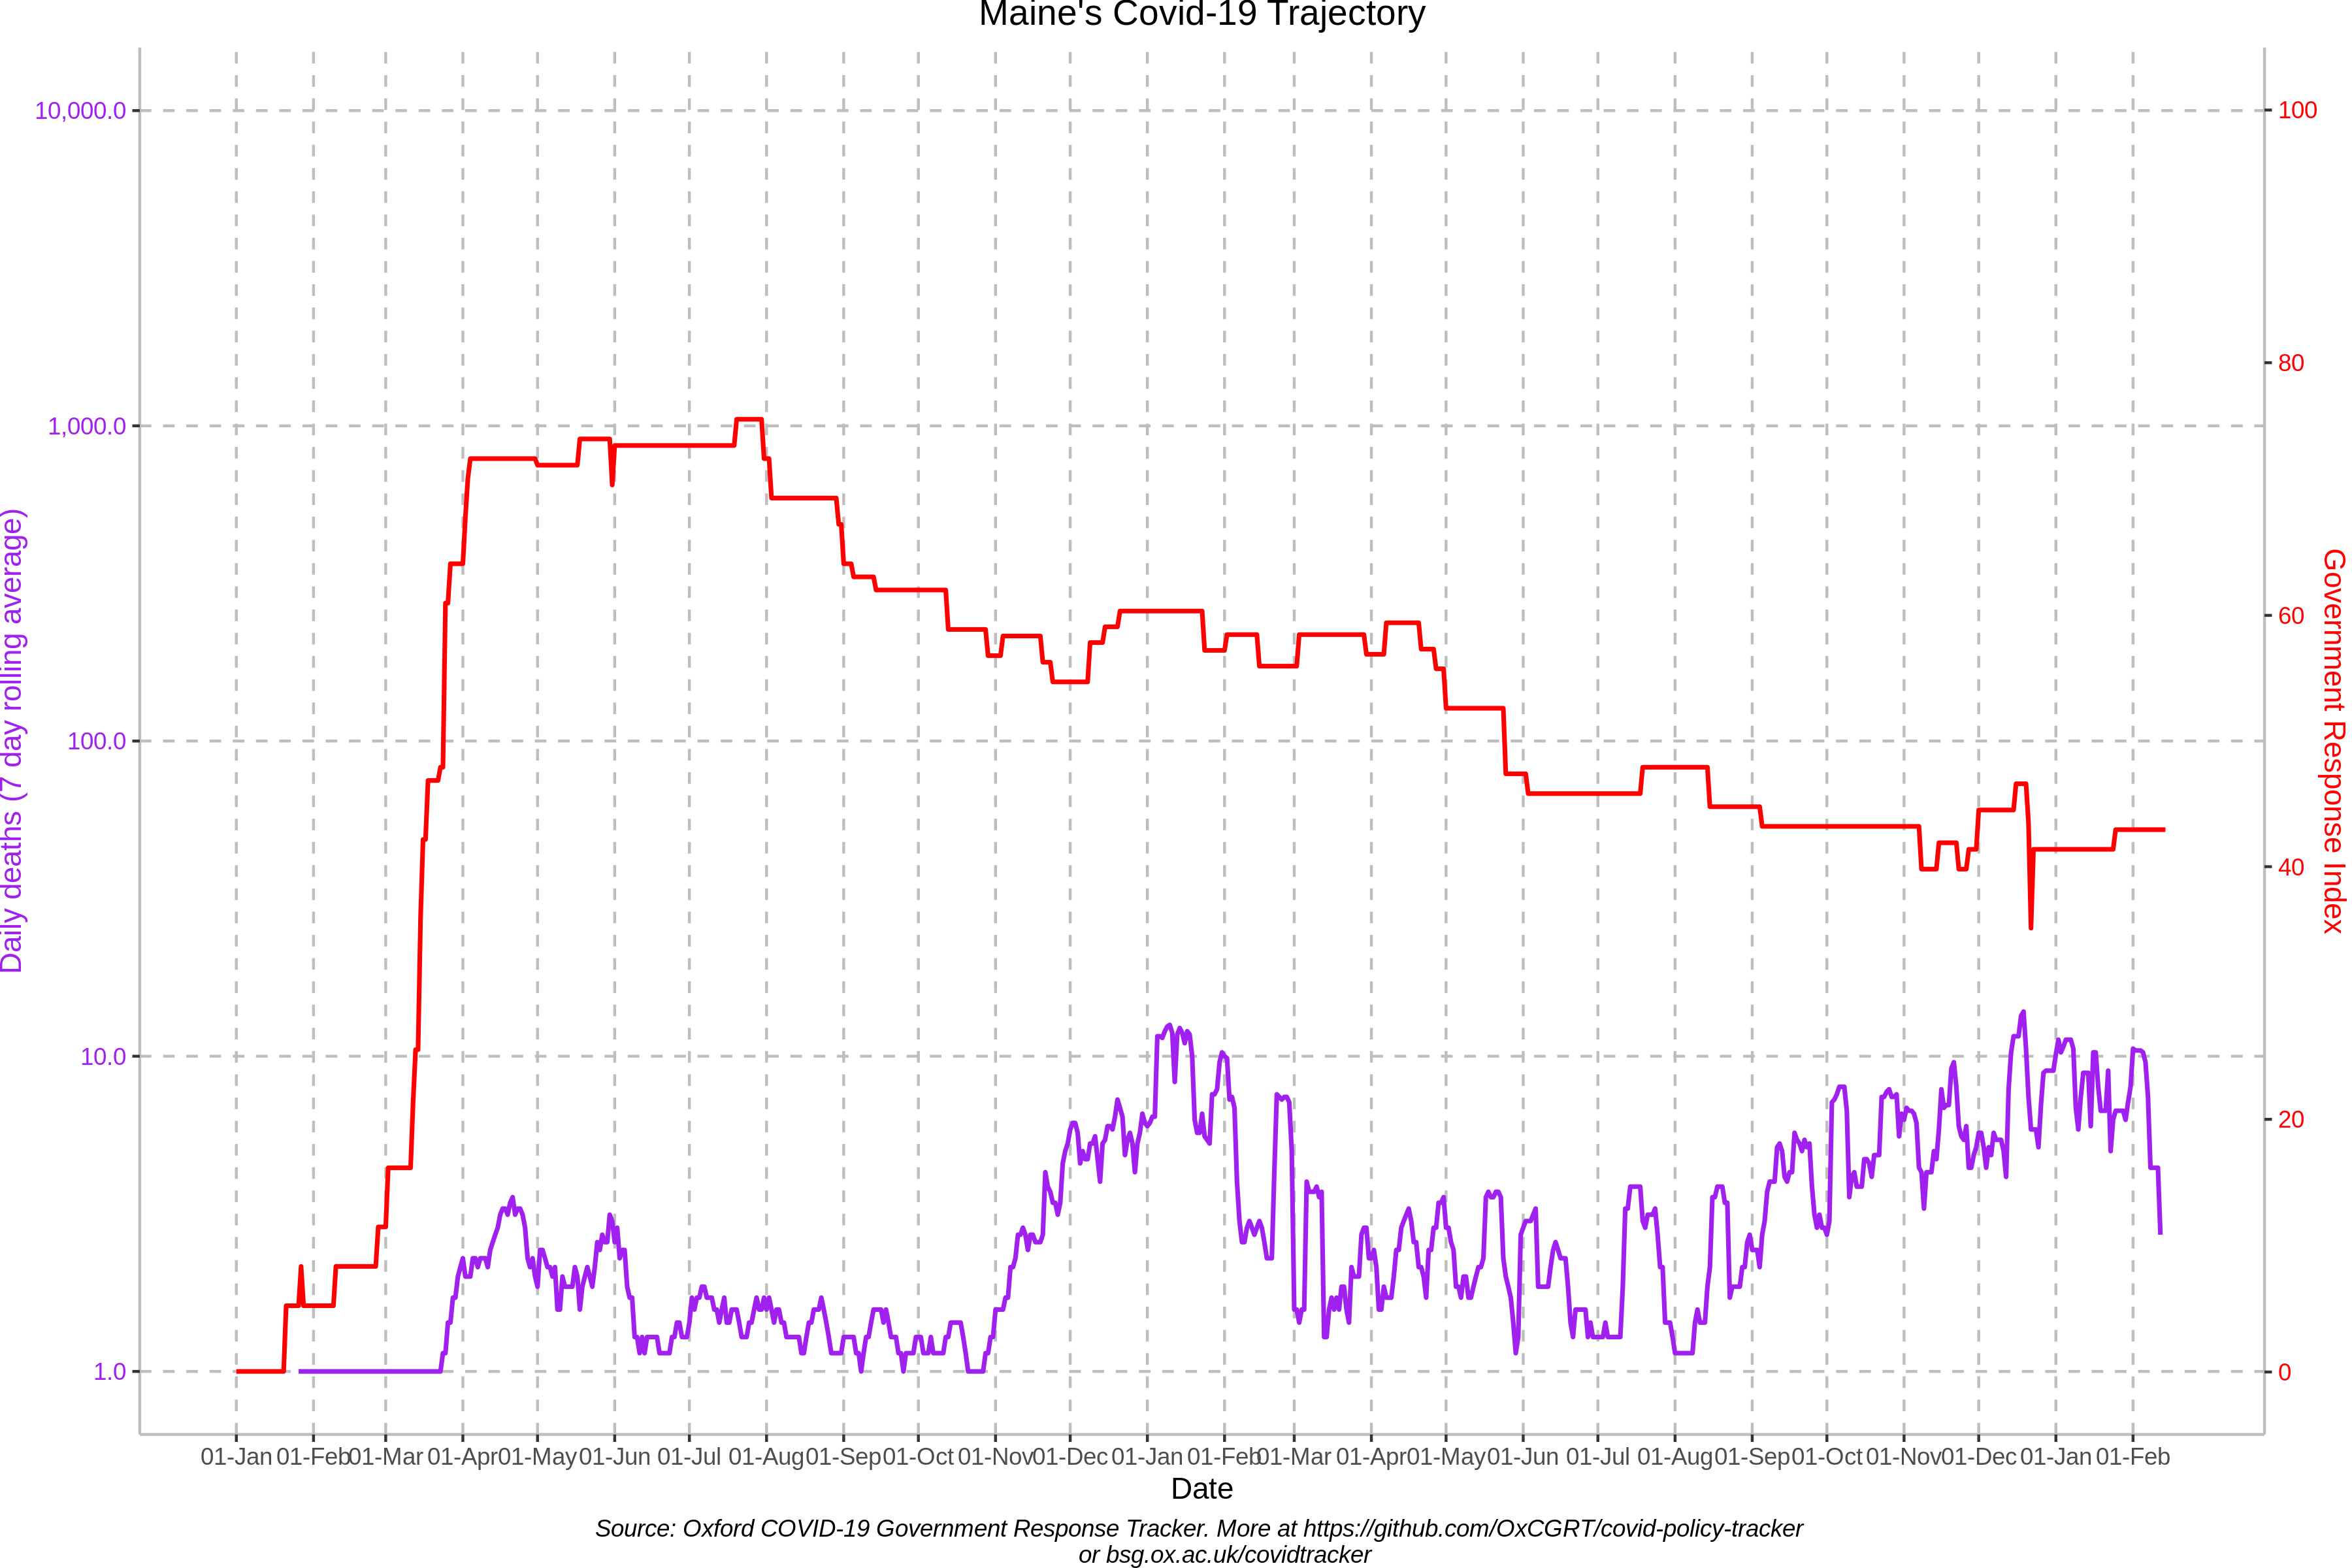 Maine's Covid-19 Trajectory
10,000.0
1,000.0
100.0
10.0
1.0
Daily deaths (7 day rolling average)
100
80
60
40
20
0
Government Response Index
01-Jan 01-Feb 01-Mar 01-Apr 01-May 01-Jun 01-Jul 01-Aug 01-Sep 01-Oct 01-Nov 01-Dec 01-Jan 01-Feb 01-Mar 01-Apr 01-May 01-Jun 01-Jul 01-Aug 01-Sep 01-Oct 01-Nov 01-Dec 01-Jan 01-Feb
Date
Source: Oxford COVID-19 Government Response Tracker. More at https://github.com/OxCGRT/covid-policy-tracker
or bsg.ox.ac.uk/covidtracker